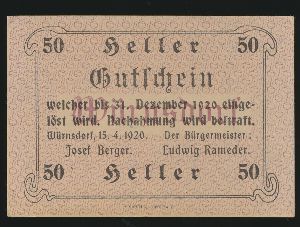 50 Heller 50
Gutschein
welcher bis 31. Dezember 1920 einge-
löst wird. Nachahmung wird bestraft.
Würnsdorf, 15. 4. 1920. Der Bürgermeister:
Josef Berger. Ludwig Rameder.
50 Heller 50